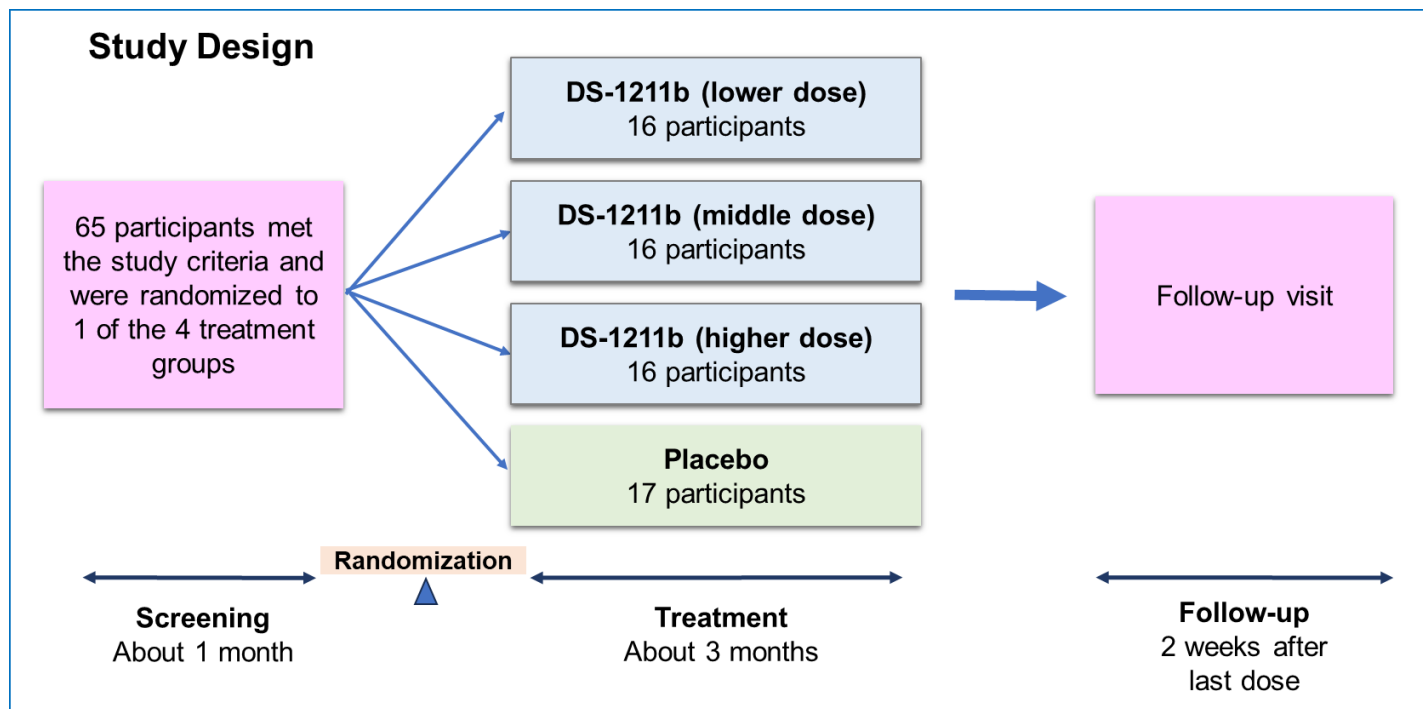 Study Design
65 participants met
the study criteria and
were randomized to
1 of the 4 treatment
groups
DS-1211b (lower dose)
16 participants
DS-1211b (middle dose)
16 participants
DS-1211b (higher dose)
16 participants
Placebo
17 participants
Follow-up visit
Randomization
Screening
About 1 month
Treatment
About 3 months
Follow-up
2 weeks after
last dose